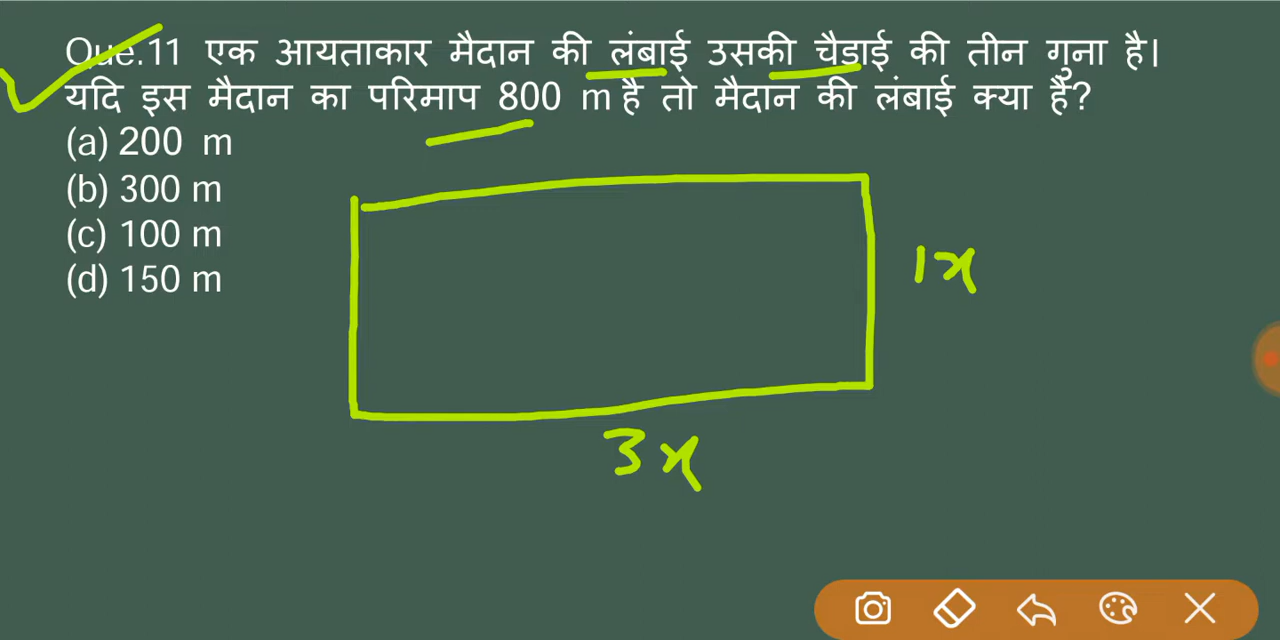 Que.11 एक आयताकार मैदान की लंबाई उसकी चैडाई की तीन गुना है।
यदि इस मैदान का परिमाप 800 m है तो मैदान की लंबाई क्या है?
(a) 200 m
(b) 300 m
(c) 100 m
(d) 150 m
1x
3x